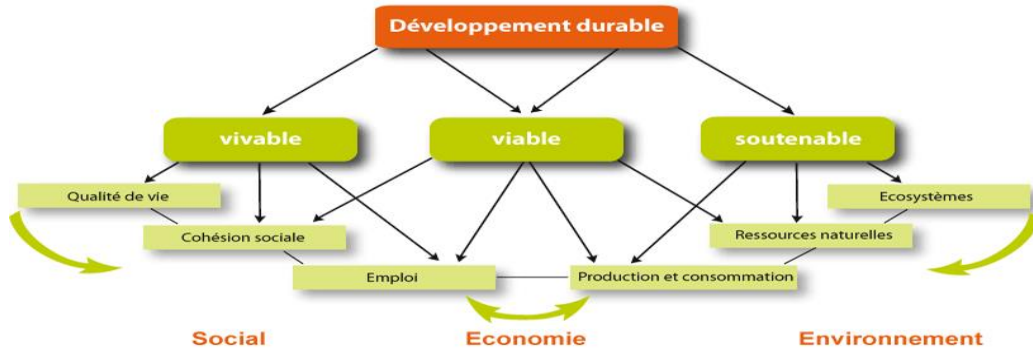 Développement durable
vivable
viable
soutenable
Qualité de vie
Ecosystèmes
Cohésion sociale
Ressources naturelles
Emploi
Production et consommation
Social
Economie
Environnement